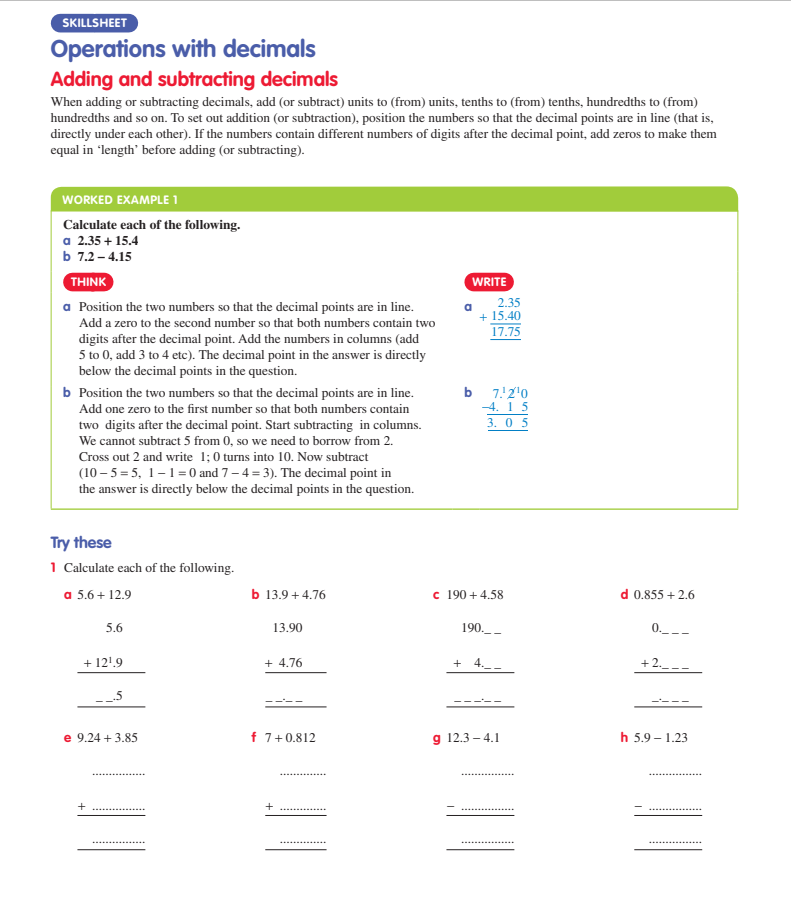 SKILLSHEET
Operations with decimals
Adding and subtracting decimals
When adding or subtracting decimals, add (or subtract) units to (from) units, tenths to (from) tenths, hundredths to (from)
hundredths and so on. To set out addition (or subtraction), position the numbers so that the decimal points are in line (that is,
directly under each other). If the numbers contain different numbers of digits after the decimal point, add zeros to make them
equal in ‘length’ before adding (or subtracting).
WORKED EXAMPLE 1
Calculate each of the following.
a 2.35 + 15.4
b 7.2 – 4.15
THINK WRITE
a Position the two numbers so that the decimal points are in line.
Add a zero to the second number so that both numbers contain two
digits after the decimal point. Add the numbers in columns (add
5 to 0, add 3 to 4 etc). The decimal point in the answer is directly
below the decimal points in the question.
a 2.35
+ 15.40
17.75
b Position the two numbers so that the decimal points are in line.
Add one zero to the first number so that both numbers contain
two digits after the decimal point. Start subtracting in columns.
We cannot subtract 5 from 0, so we need to borrow from 2.
Cross out 2 and write 1; 0 turns into 10. Now subtract
(10 – 5 = 5, 1 – 1 = 0 and 7 – 4 = 3). The decimal point in
the answer is directly below the decimal points in the question.
b 7.¹2¹0
–4. 1 5
3. 0 5
Try these
1 Calculate each of the following.
a 5.6 + 12.9 b 13.9 + 4.76 c 190 + 4.58 d 0.855 + 2.6
5.6 13.90 190._ _ 0._ _ _
+ 12¹.9 + 4.76 + 4._ _ + 2._ _ _
_ _.5 _ _._ _ _ _ _._ _ _._ _ _
e 9.24 + 3.85 f 7 + 0.812 g 12.3 – 4.1 h 5.9 – 1.23
............... ............... ............... ...............
+ ............... + ............... – ............... – ...............
............... ............... ............... ...............